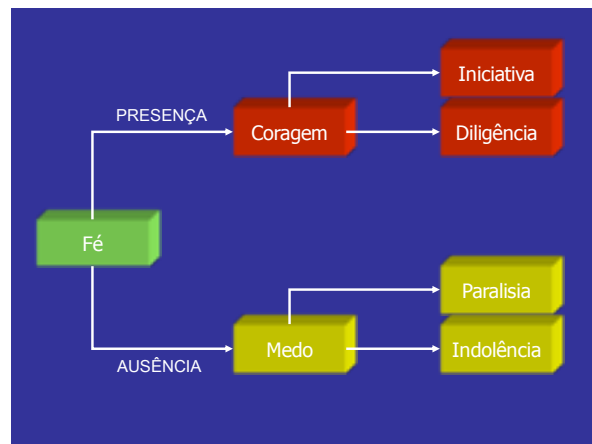 Iniciativa
PRESENÇA
Coragem
Diligência
Fé
Paralisia
Medo
Indolência
AUSÊNCIA